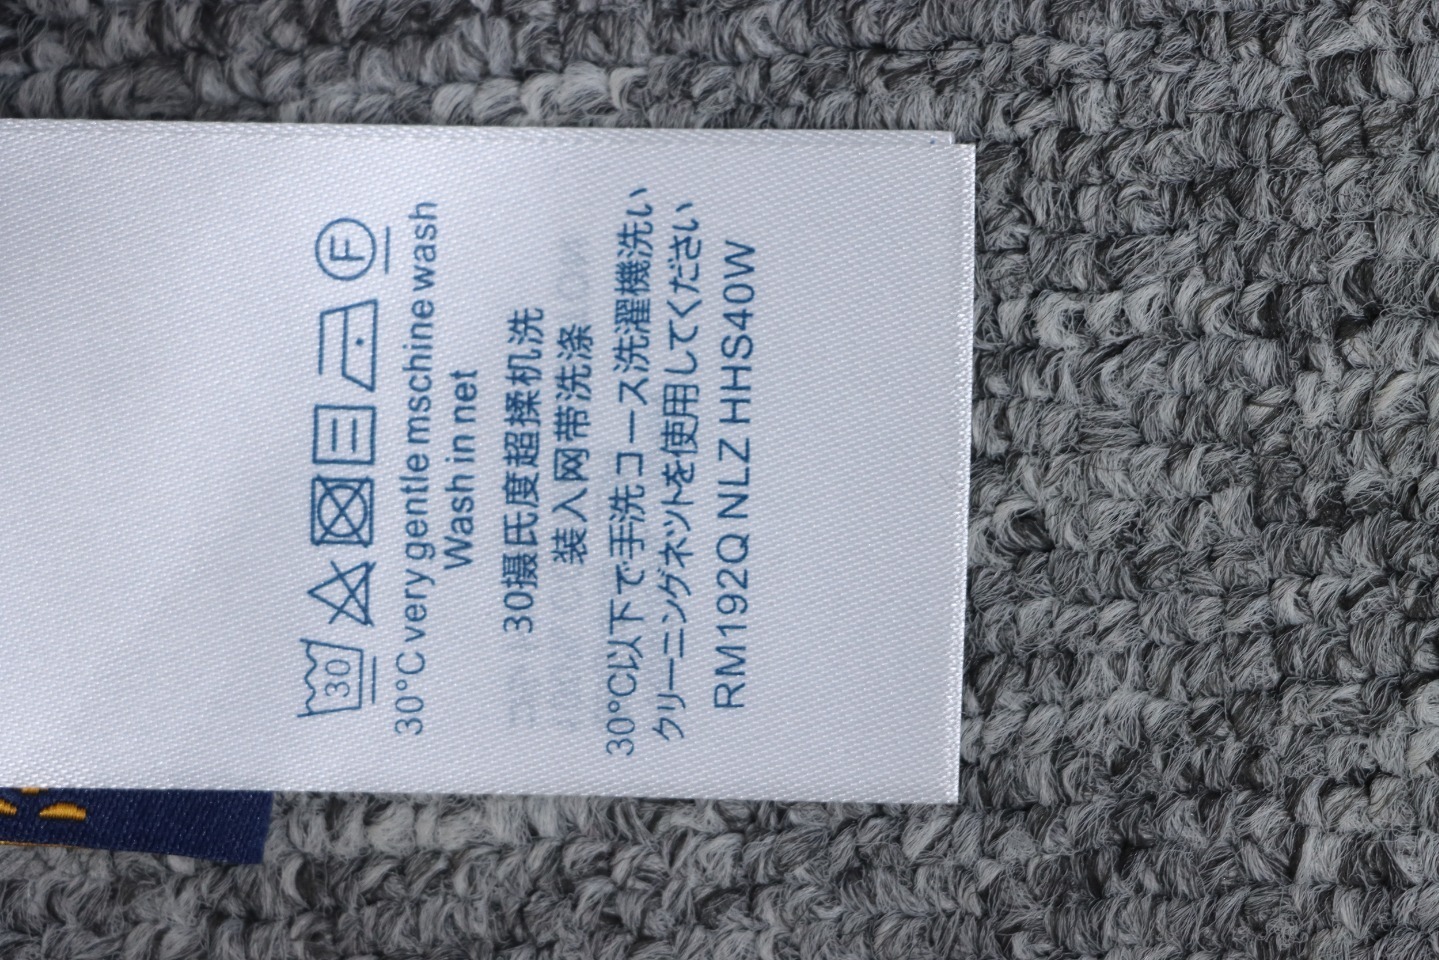 30
F
30°C very gentle mschine wash
Wash in net
30摄氏度超揉机洗
装入网带洗涤
30°C以下で手洗コース洗濯機洗い
クリーニングネットを使用してください
RM192Q NLZ HHS40W